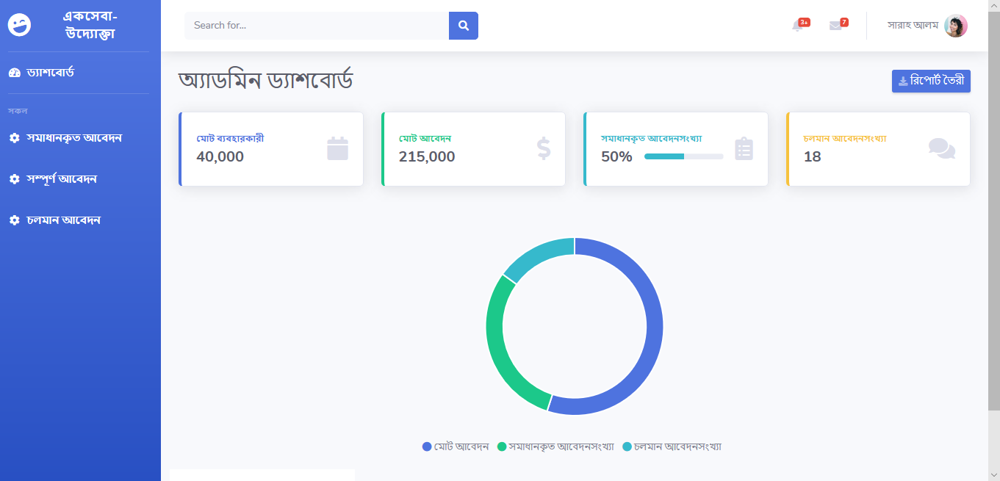 একসেবা-
উদ্যোক্তা
ড্যাশবোর্ড
সকল
সমাধানকৃত আবেদন
সম্পূর্ণ আবেদন
চলমান আবেদন
Search for...
3+
7
সারাহ আলম
অ্যাডমিন ড্যাশবোর্ড
রিপোর্ট তৈরী
মোট ব্যবহারকারী
40,000
মোট আবেদন
215,000
সমাধানকৃত আবেদনসংখ্যা
50%
চলমান আবেদনসংখ্যা
18
মোট আবেদন সমাধানকৃত আবেদনসংখ্যা চলমান আবেদনসংখ্যা